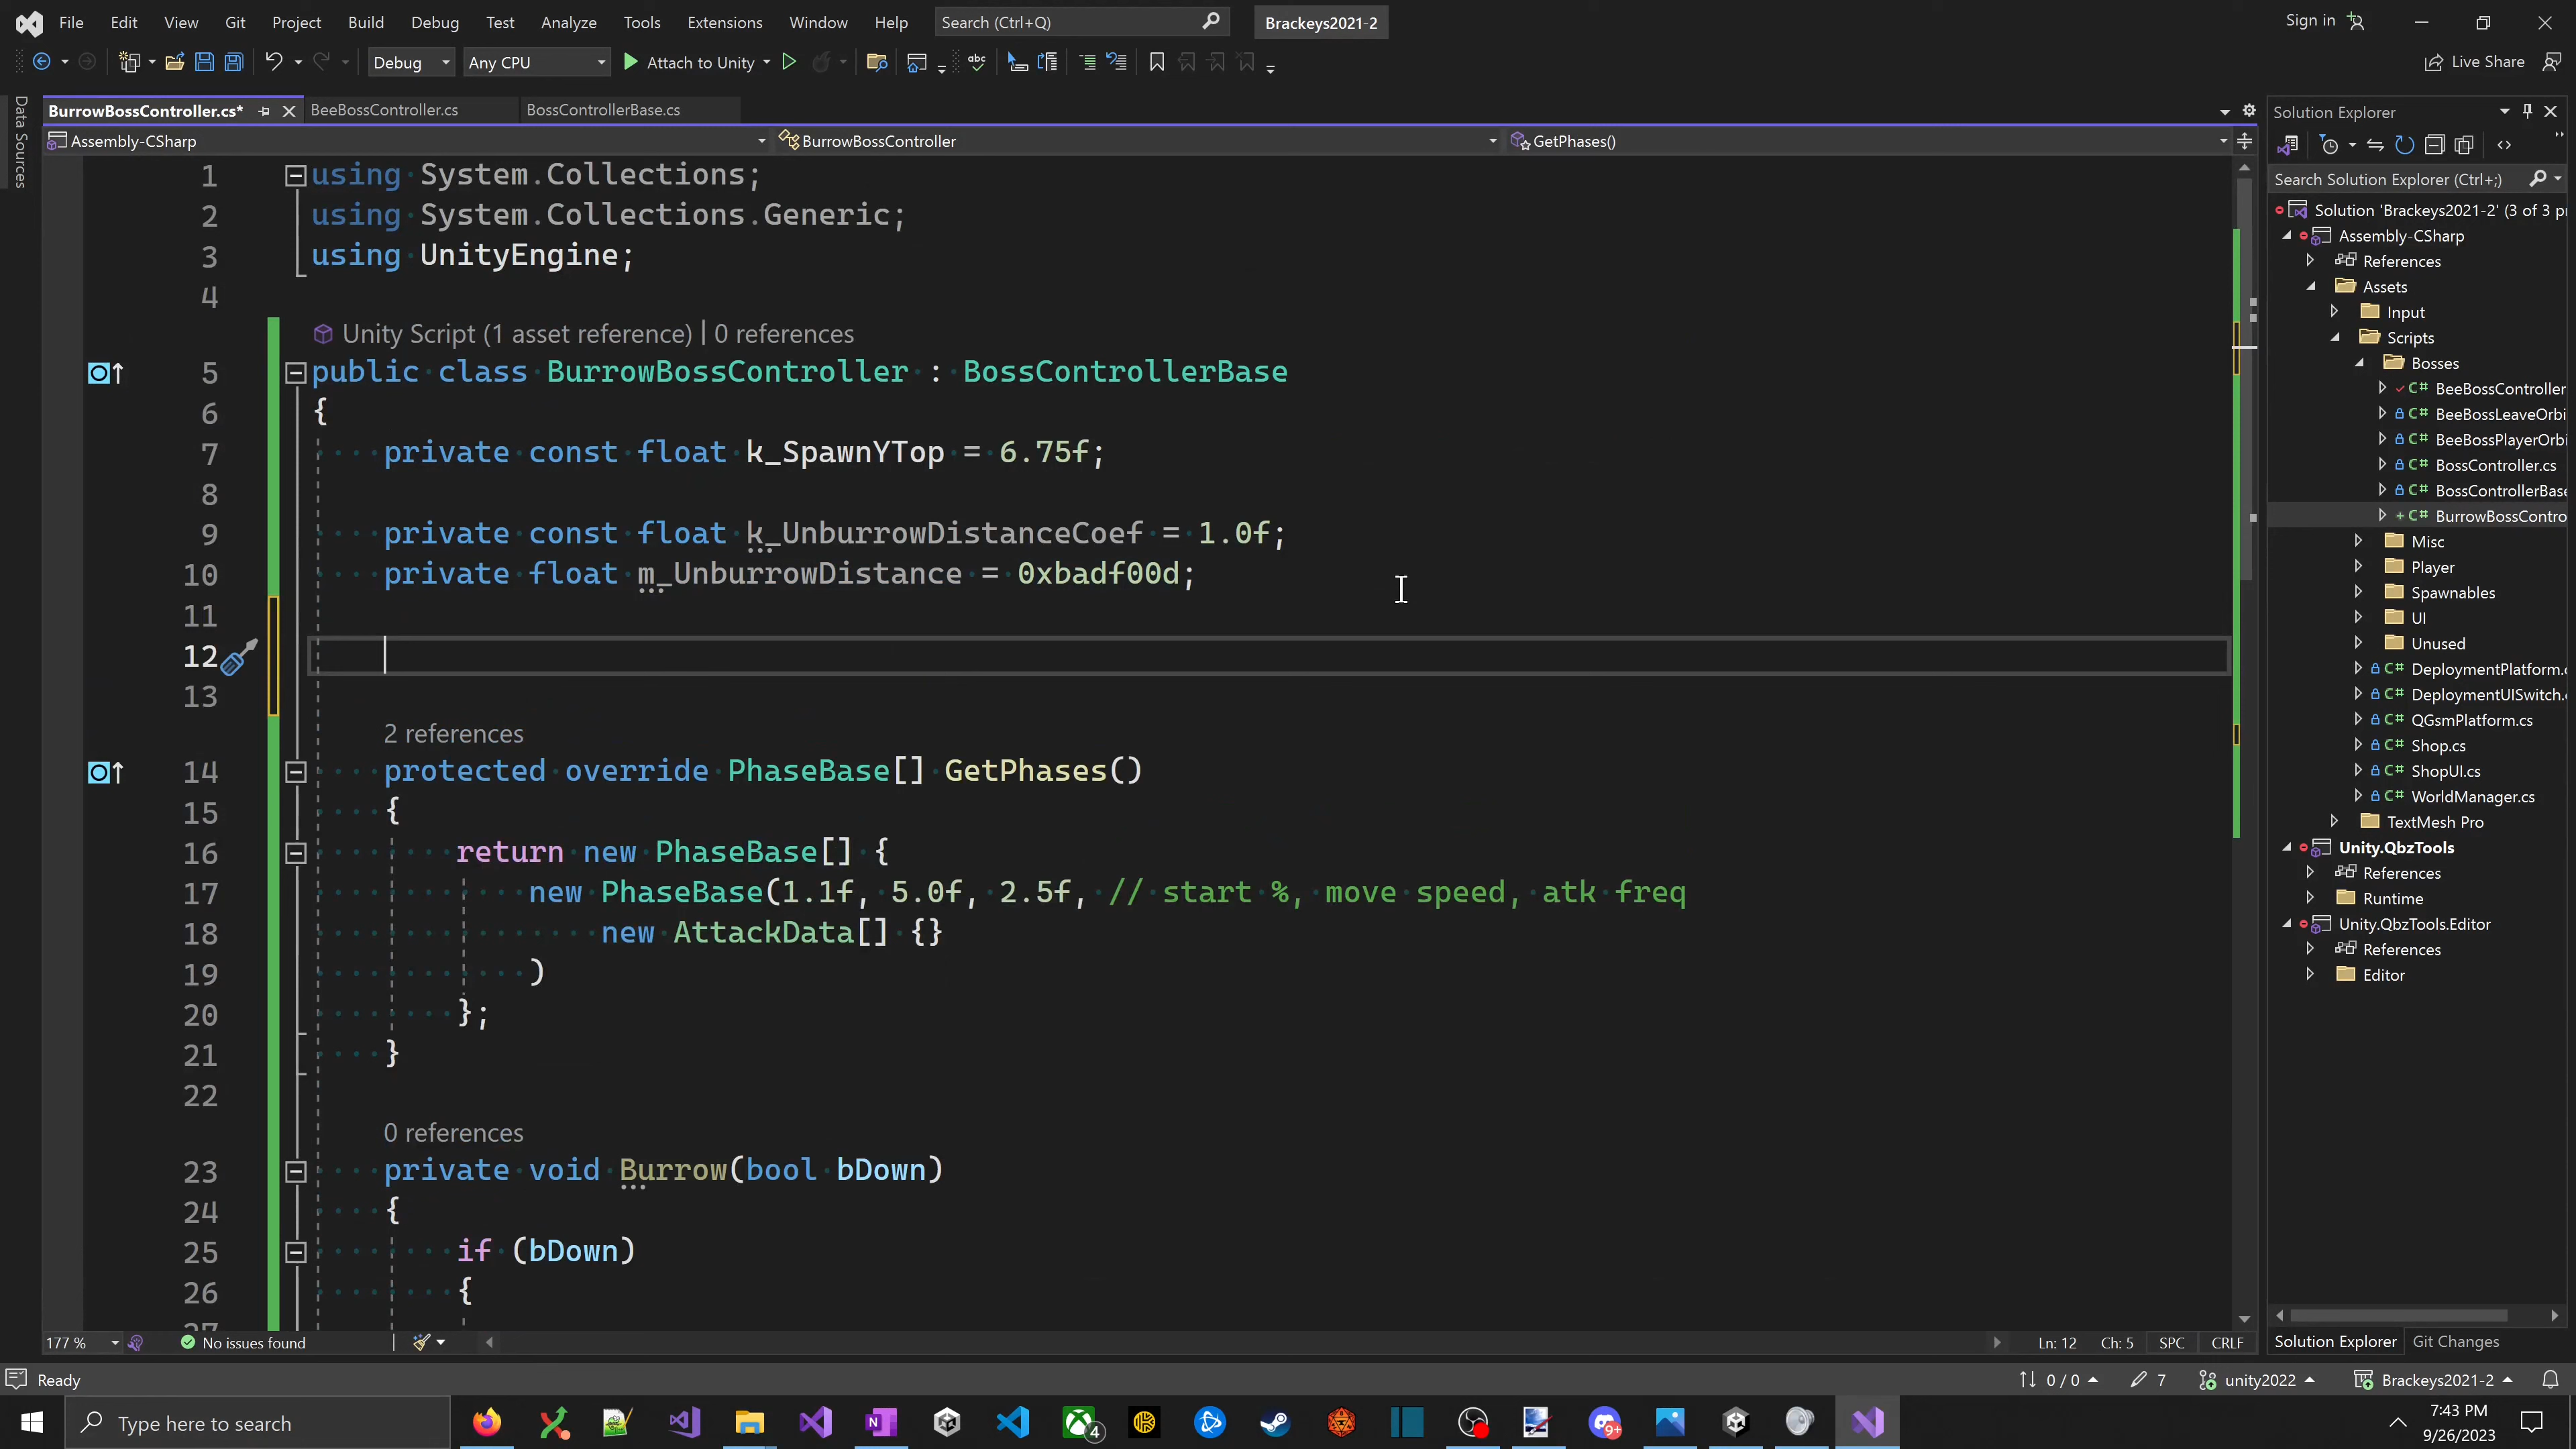 File Edit View Git Project Build Debug Test Analyze Tools Extensions Window Help Search (Ctrl+Q) Brackeys2021-2 Sign in
Debug Any CPU Attach to Unity Live Share
Data Sources
BurrowBossController.cs* BeeBossController.cs BossControllerBase.cs
Assembly-CSharp BurrowBossController GetPhases()
1 using System.Collections;
2 using System.Collections.Generic;
3 using UnityEngine;
4
Unity Script (1 asset reference) | 0 references
5 public class BurrowBossController : BossControllerBase
6 {
7 private const float k_SpawnYTop = 6.75f;
8
9 private const float k_UnburrowDistanceCoef = 1.0f;
10 private float m_UnburrowDistance = 0xbadf00d;
11
12
13
2 references
14 protected override PhaseBase[] GetPhases()
15 {
16 return new PhaseBase[] {
17 new PhaseBase(1.1f, 5.0f, 2.5f, // start %, move speed, atk freq
18 new AttackData[] {}
19 )
20 };
21 }
22
0 references
23 private void Burrow(bool bDown)
24 {
25 if (bDown)
26 {
27
177 % No issues found Ln: 12 Ch: 5 SPC CRLF
Solution Explorer
Search Solution Explorer (Ctrl+;)
Solution 'Brackeys2021-2' (3 of 3 pr
Assembly-CSharp
References
Assets
Input
Scripts
Bosses
C# BeeBossController
C# BeeBossLeaveOrbi
C# BeeBossPlayerOrbi
C# BossController.cs
C# BossControllerBase
C# BurrowBossContro
Misc
Player
Spawnables
UI
Unused
C# DeploymentPlatform.c
C# DeploymentUISwitch.c
C# QGsmPlatform.cs
C# Shop.cs
C# ShopUI.cs
C# WorldManager.cs
TextMesh Pro
Unity.QbzTools
References
Runtime
Unity.QbzTools.Editor
References
Editor
Solution Explorer Git Changes
Ready 0 / 0 7 unity2022 Brackeys2021-2
Type here to search 4 9+ 7:43 PM
9/26/2023